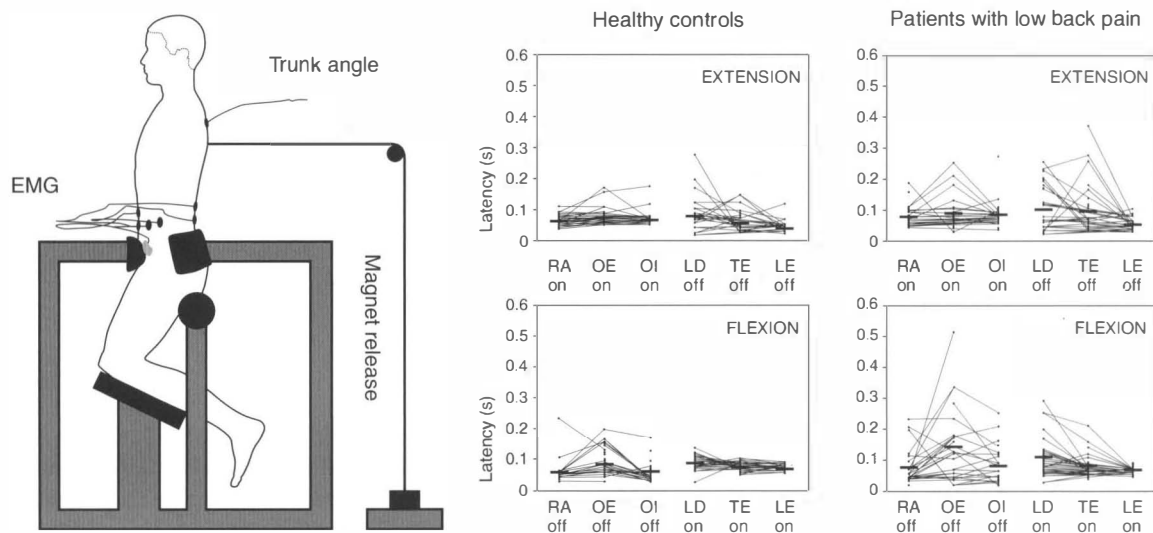 Trunk angle
EMG
Magnet release
Healthy controls
Patients with low back pain
Latency (s)
0.6
0.5
0.4
0.3
0.2
0.1
0
EXTENSION
RA OE OI LD TE LE
on on on off off off
0.6
0.5
0.4
0.3
0.2
0.1
0
EXTENSION
RA OE OI LD TE LE
on on on off off off
Latency (s)
0.6
0.5
0.4
0.3
0.2
0.1
0
FLEXION
RA OE OI LD TE LE
off off off on on on
0.6
0.5
0.4
0.3
0.2
0.1
0
FLEXION
RA OE OI LD TE LE
off off off on on on